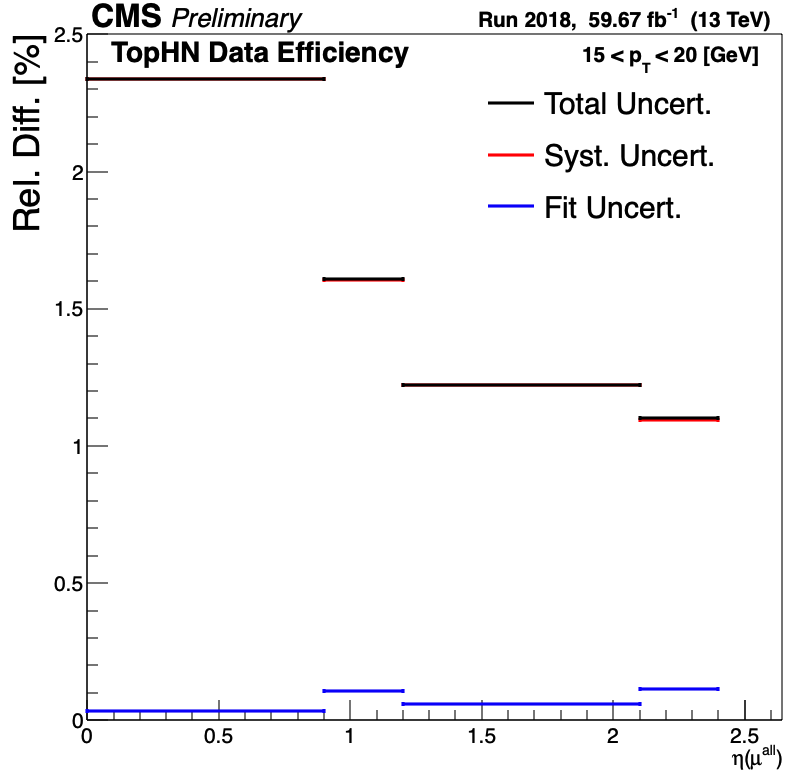 CMS Preliminary
Run 2018, 59.67 fb⁻¹ (13 TeV)
TopHN Data Efficiency
15 < p_T < 20 [GeV]
Total Uncert.
Syst. Uncert.
Fit Uncert.
Rel. Diff. [%]
2.5
2
1.5
1
0.5
0
0 0.5 1 1.5 2 2.5
η(μ^all)